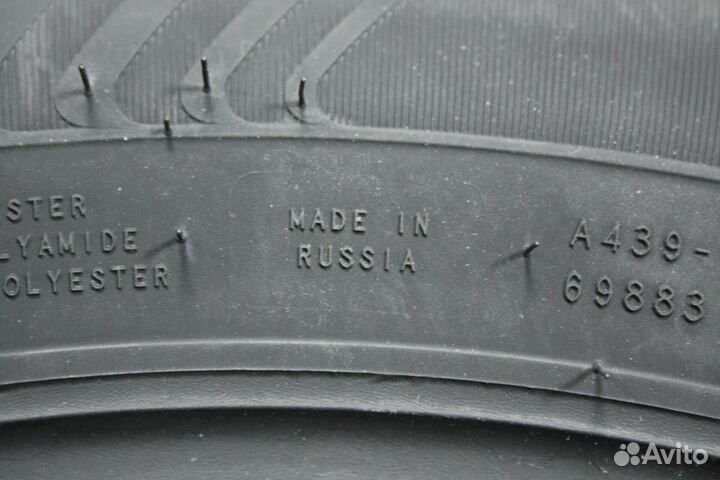 STER
LYAMIDE
OLYESTER
MADE IN
RUSSIA
A439-
69883
Avito